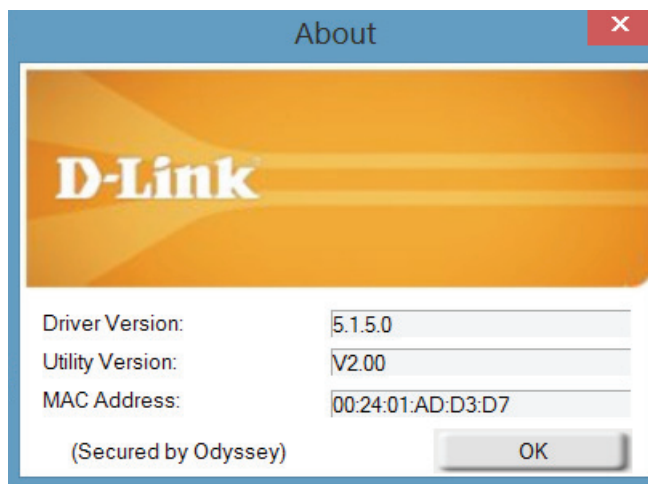 About
D-Link
Driver Version: 5.1.5.0
Utility Version: V2.00
MAC Address: 00:24:01:AD:D3:D7
(Secured by Odyssey) OK